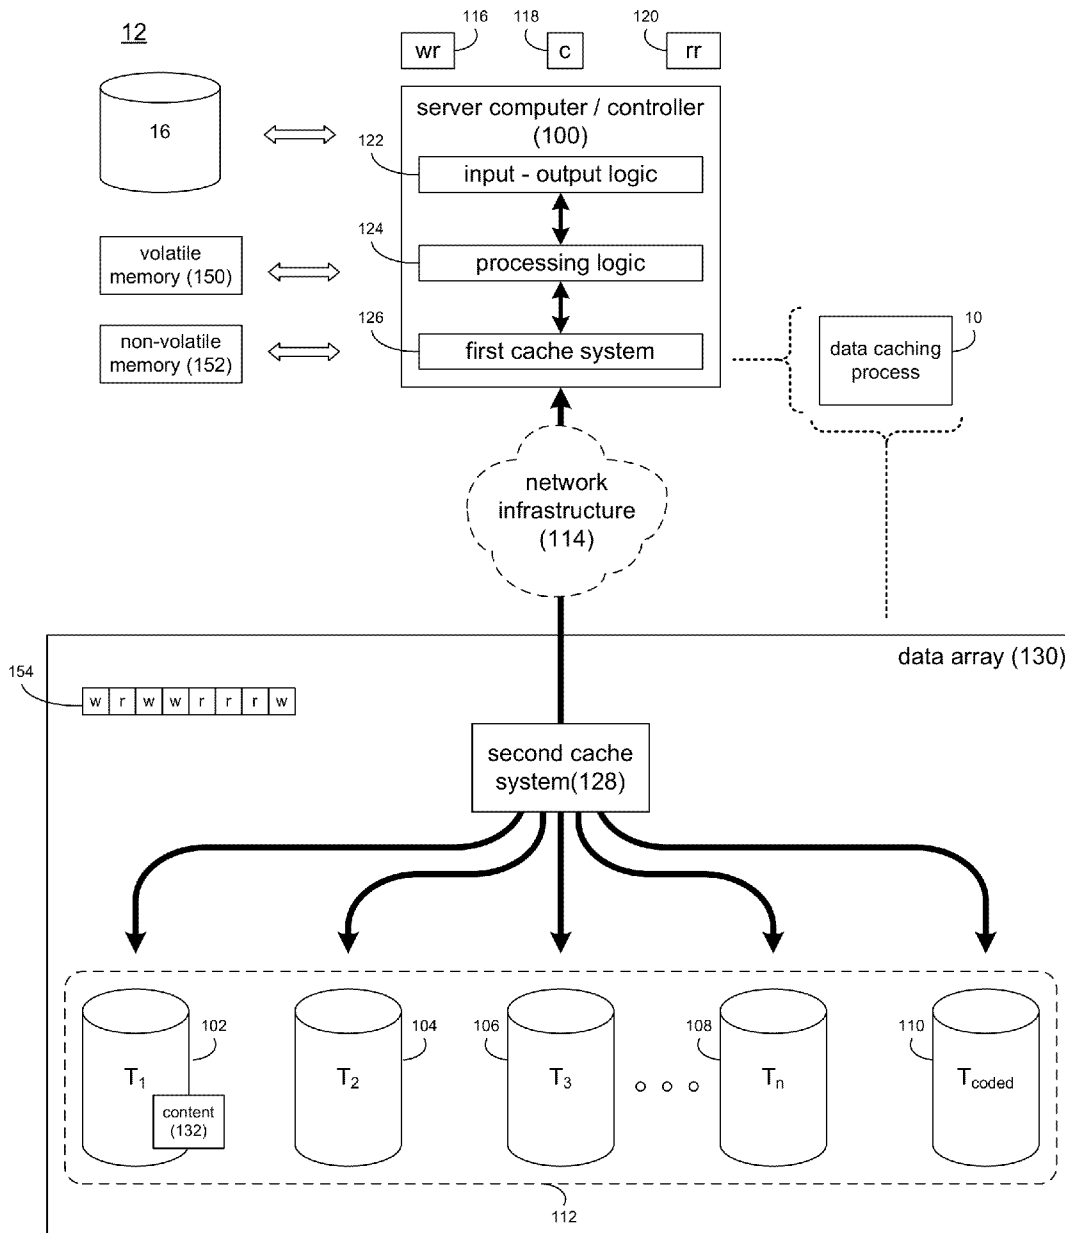 12
116
118
120
wr
c
rr
16
server computer / controller
(100)
122
input - output logic
volatile
memory (150)
124
processing logic
non-volatile
memory (152)
126
first cache system
10
data caching
process
network
infrastructure
(114)
data array (130)
154
w r w w r r r w
second cache
system(128)
102
104
106
108
110
T1
T2
T3
Tn
Tcoded
content
(132)
112